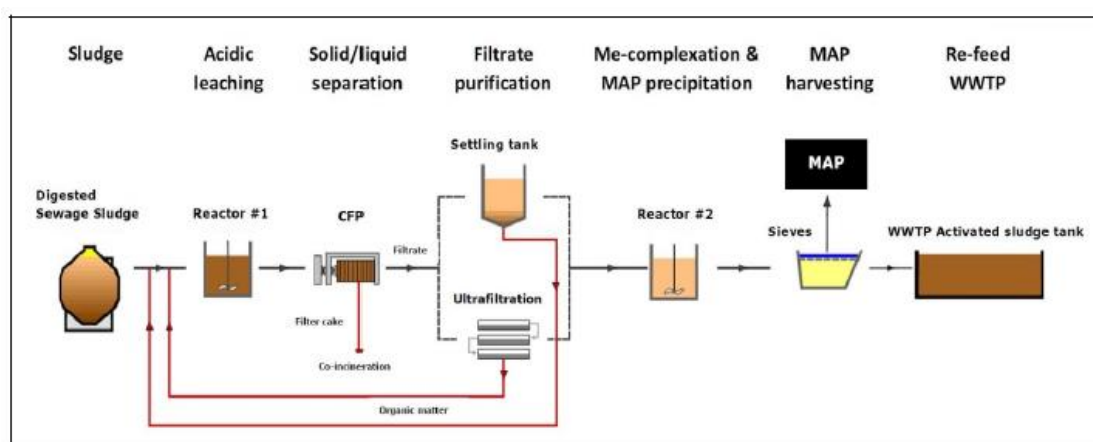 Sludge
Acidic
leaching
Solid/liquid
separation
Filtrate
purification
Me-complexation &
MAP precipitation
MAP
harvesting
Re-feed
WWTP
Settling tank
MAP
Digested
Sewage Sludge
Reactor #1
CFP
Reactor #2
Sieves
WWTP Activated sludge tank
Filtrate
Ultrafiltration
Filter cake
Co-incineration
Organic matter